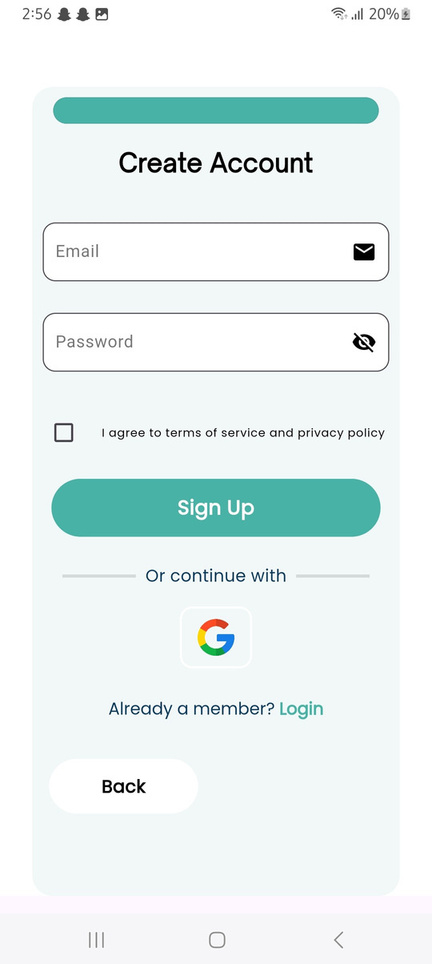 2:56 20%
Create Account
Email
Password
I agree to terms of service and privacy policy
Sign Up
Or continue with
G
Already a member? Login
Back